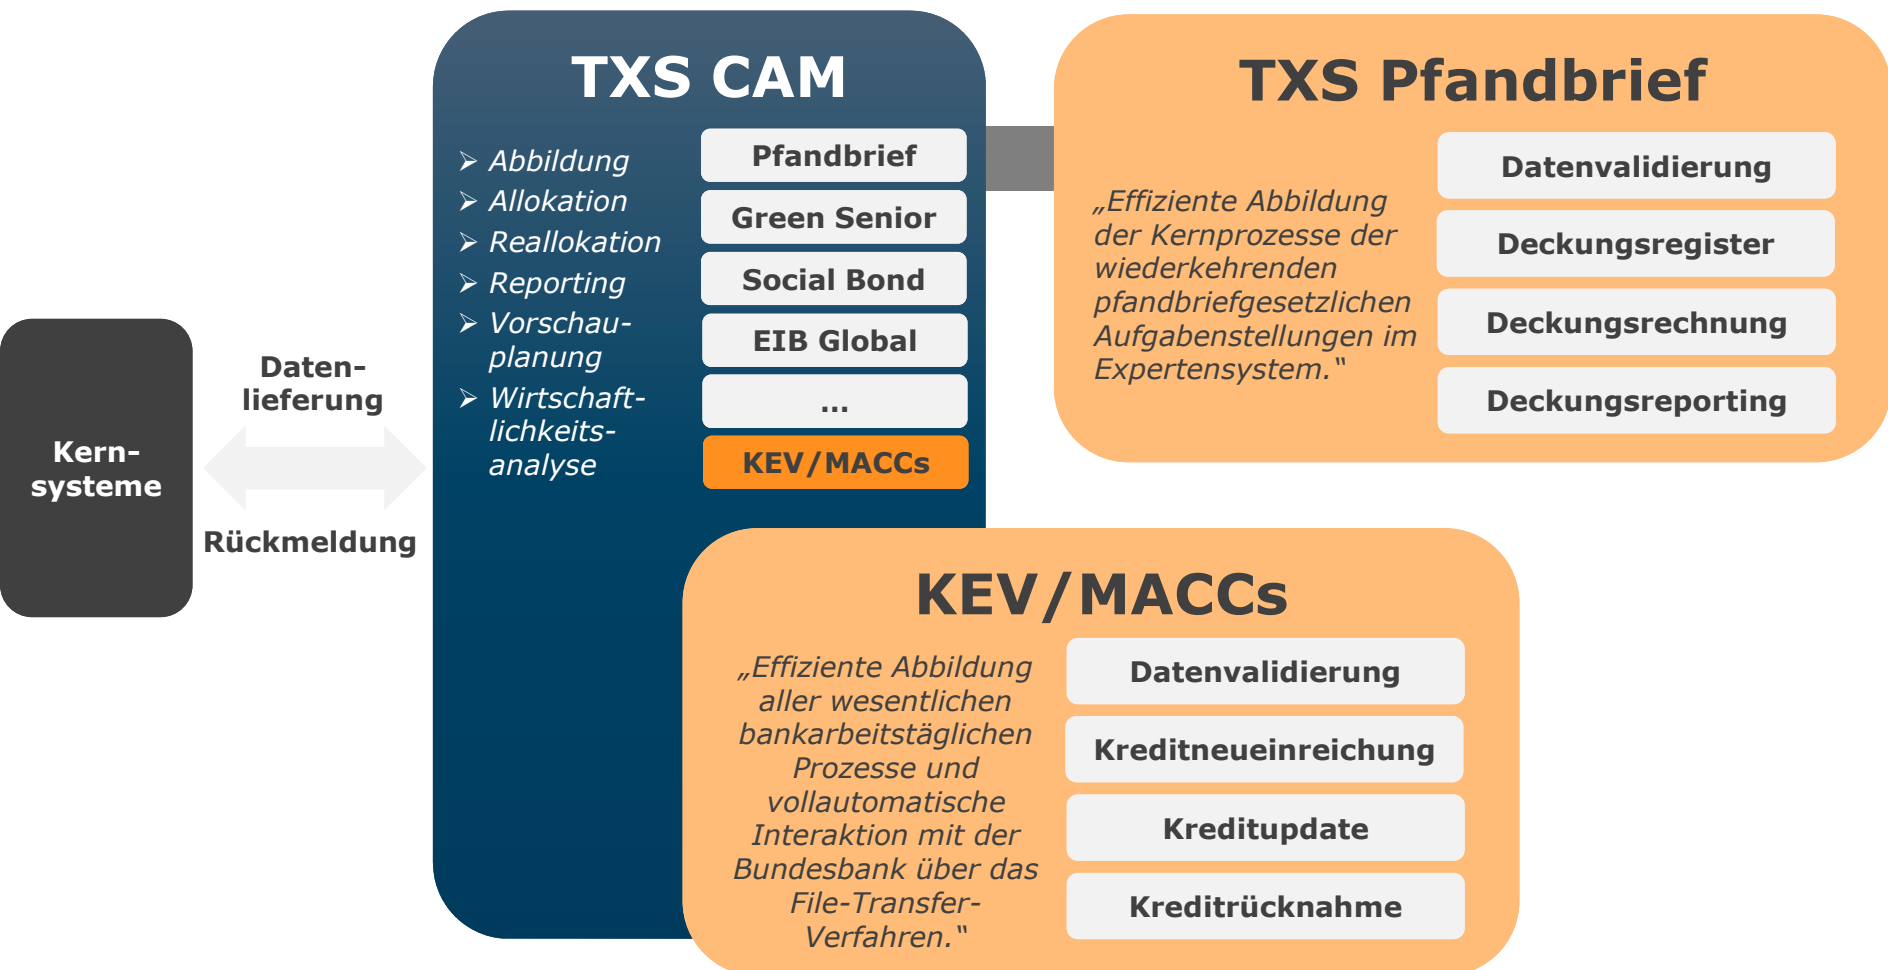 Kern-
systeme
Daten-
lieferung
Rückmeldung
TXS CAM
➢ Abbildung
➢ Allokation
➢ Reallokation
➢ Reporting
➢ Vorschau-
planung
➢ Wirtschaft-
lichkeits-
analyse
Pfandbrief
Green Senior
Social Bond
EIB Global
...
KEV/MACCs
TXS Pfandbrief
„Effiziente Abbildung
der Kernprozesse der
wiederkehrenden
pfandbriefgesetzlichen
Aufgabenstellungen im
Expertensystem.“
Datenvalidierung
Deckungsregister
Deckungsrechnung
Deckungsreporting
KEV/MACCs
„Effiziente Abbildung
aller wesentlichen
bankarbeitstäglichen
Prozesse und
vollautomatische
Interaktion mit der
Bundesbank über das
File-Transfer-
Verfahren.“
Datenvalidierung
Kreditneueinreichung
Kreditupdate
Kreditrücknahme